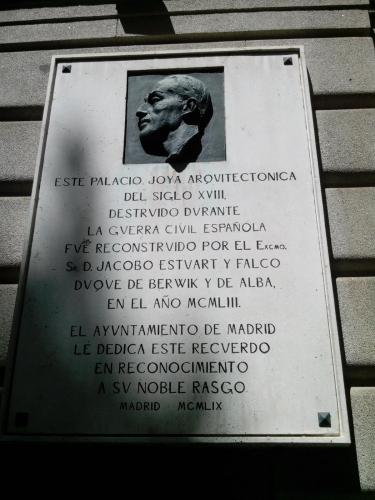 ESTE PALACIO, JOYA ARQVITECTONICA
DEL SIGLO XVIII,
DESTRVIDO DVRANTE
LA GVERRA CIVIL ESPAÑOLA
FVÉ RECONSTRVIDO POR EL EXCMO.
SR. D. JACOBO ESTVART Y FALCO
DVQVE DE BERWIK Y DE ALBA,
EN EL AÑO MCMLIII.
EL AYVNTAMIENTO DE MADRID
LE DEDICA ESTE RECVERDO
EN RECONOCIMIENTO
A SV NOBLE RASGO.
MADRID MCMLIX